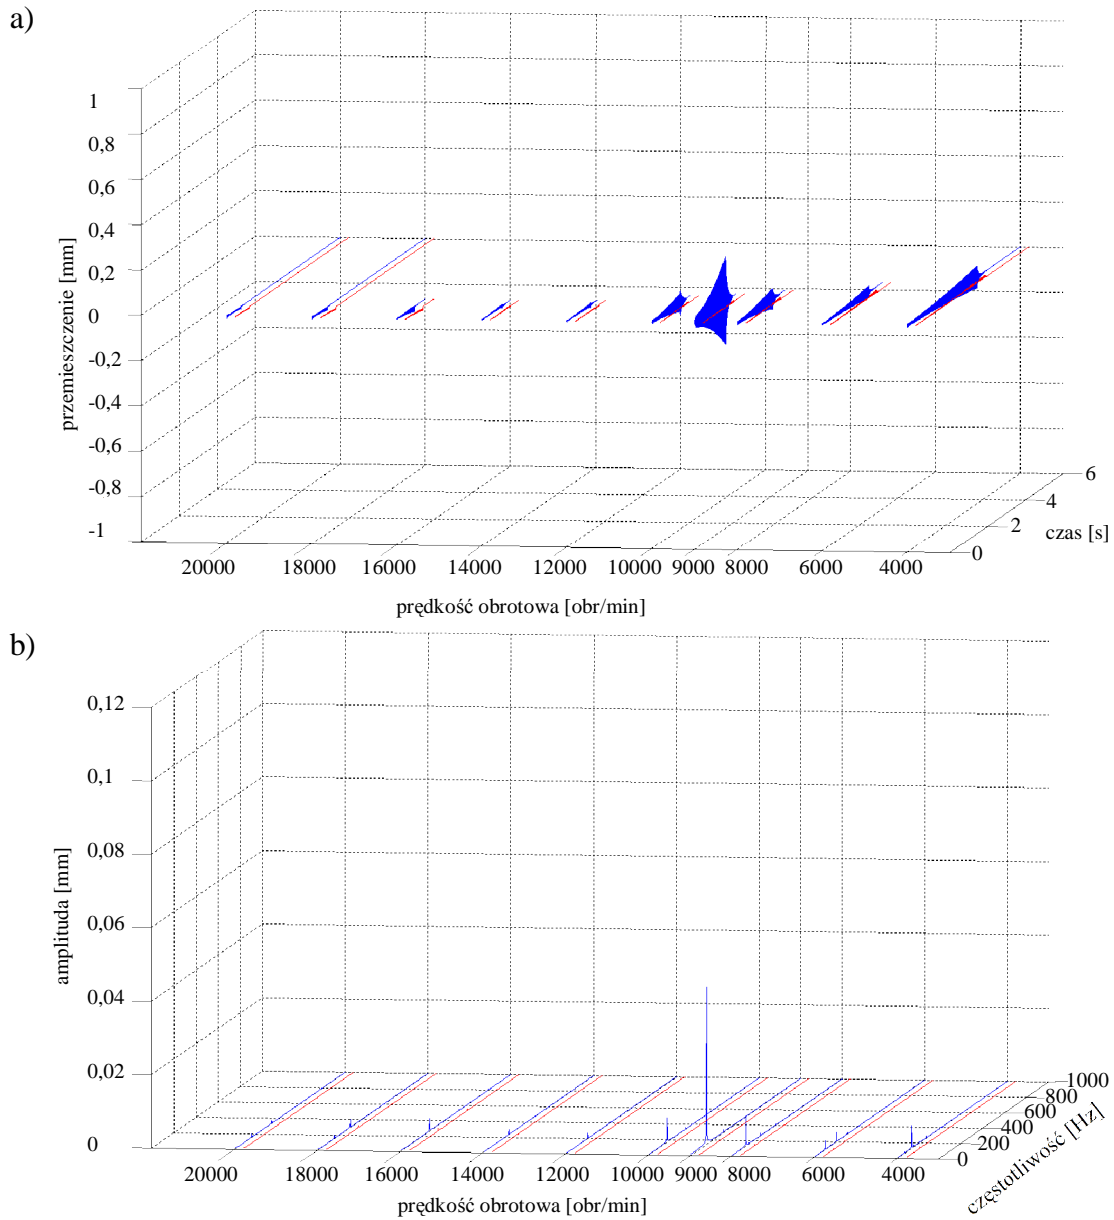 a)
1
0,8
0,6
0,4
0,2
0
-0,2
-0,4
-0,6
-0,8
-1
przemieszczenie [mm]
20000 18000 16000 14000 12000 10000 9000 8000 6000 4000
prędkość obrotowa [obr/min]
0 2 4 6
czas [s]
b)
0,12
0,1
0,08
0,06
0,04
0,02
0
amplituda [mm]
20000 18000 16000 14000 12000 10000 9000 8000 6000 4000
prędkość obrotowa [obr/min]
0 200 400 600 800 1000
częstotliwość [Hz]